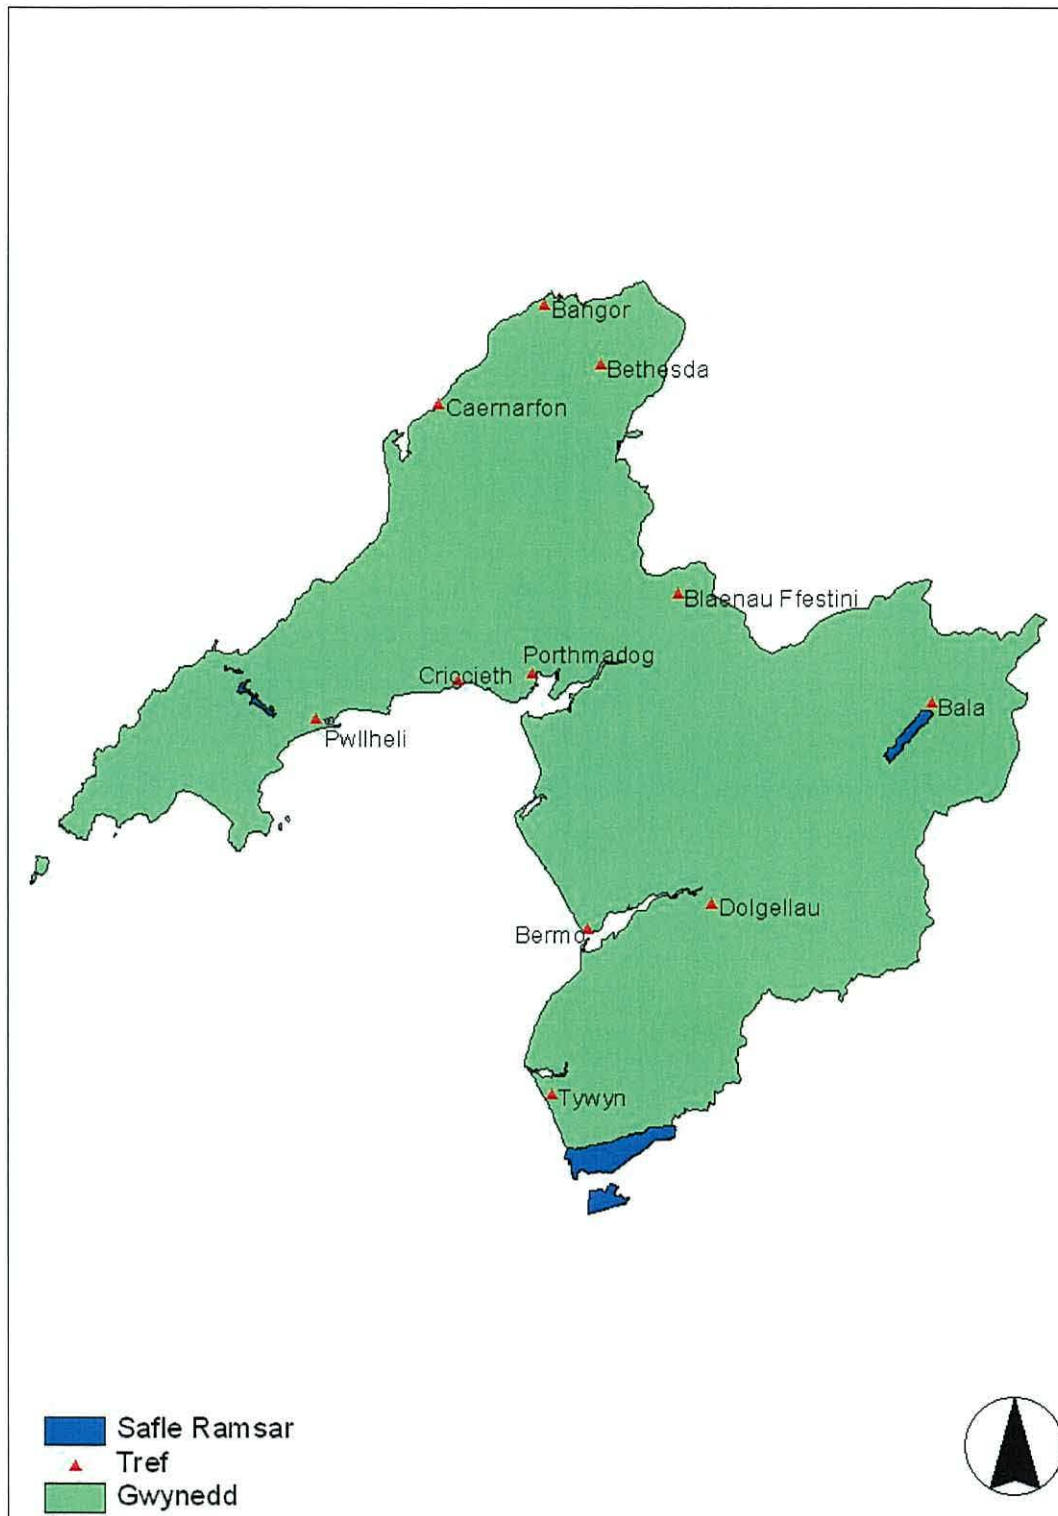 Bangor
Bethesda
Caernarfon
Blaenau Ffestini
Porthmadog
Criccieth
Bala
Pwllheli
Dolgellau
Bermo
Tywyn
Safle Ramsar
Tref
Gwynedd